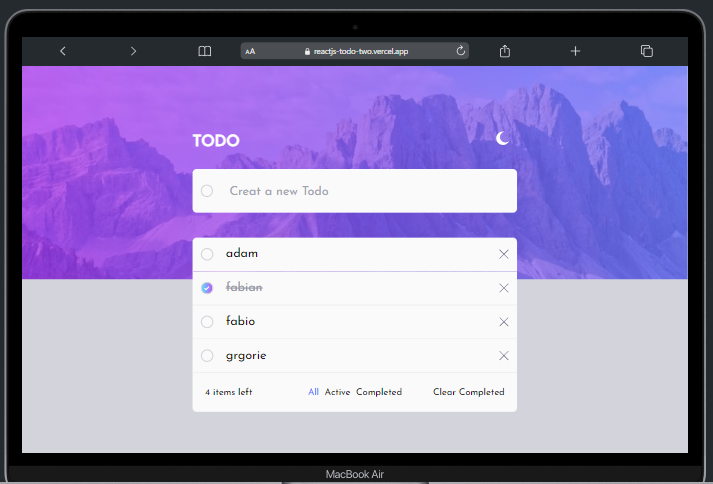 AA reactjs-todo-two.vercel.app
TODO
Creat a new Todo
adam
fabian
fabio
grgorie
4 items left All Active Completed Clear Completed
MacBook Air